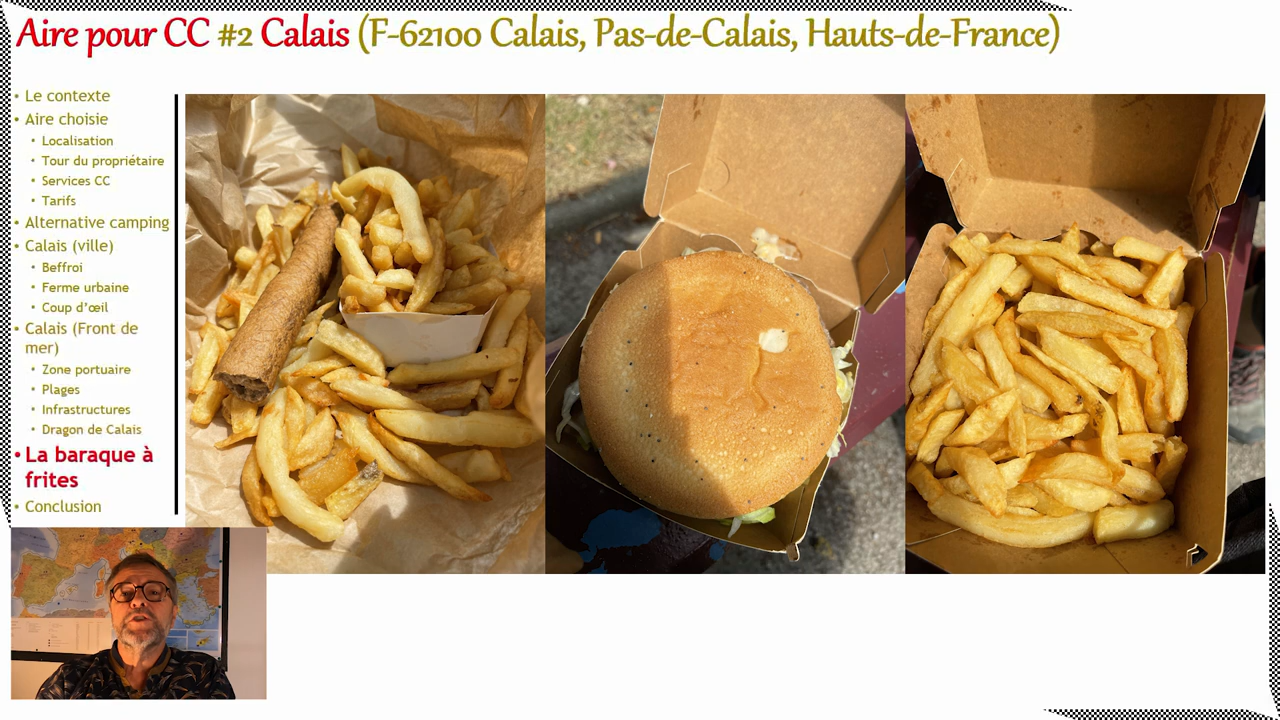 Aire pour CC #2 Calais (F-62100 Calais, Pas-de-Calais, Hauts-de-France)
• Le contexte
• Aire choisie
• Localisation
• Tour du propriétaire
• Services CC
• Tarifs
• Alternative camping
• Calais (ville)
• Beffroi
• Ferme urbaine
• Coup d'œil
• Calais (Front de
mer)
• Zone portuaire
• Plages
• Infrastructures
• Dragon de Calais
• La baraque à
frites
• Conclusion